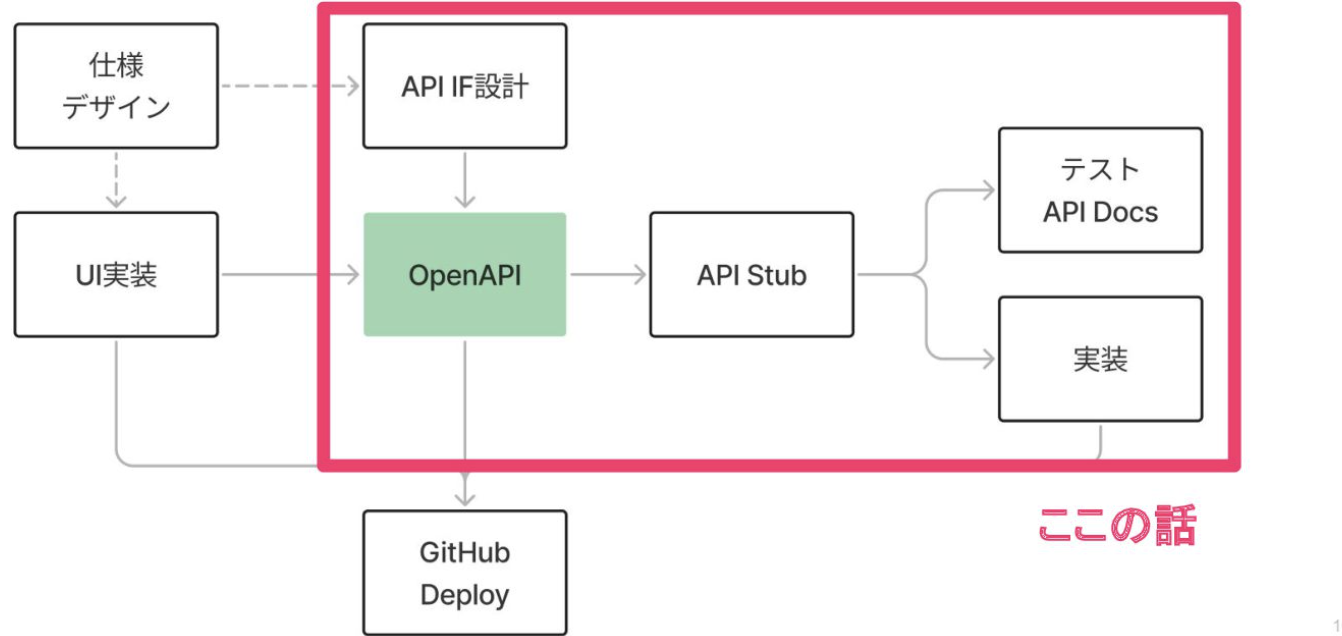 仕様
デザイン
API IF設計
テスト
API Docs
UI実装
OpenAPI
API Stub
実装
ここの話
GitHub
Deploy
1